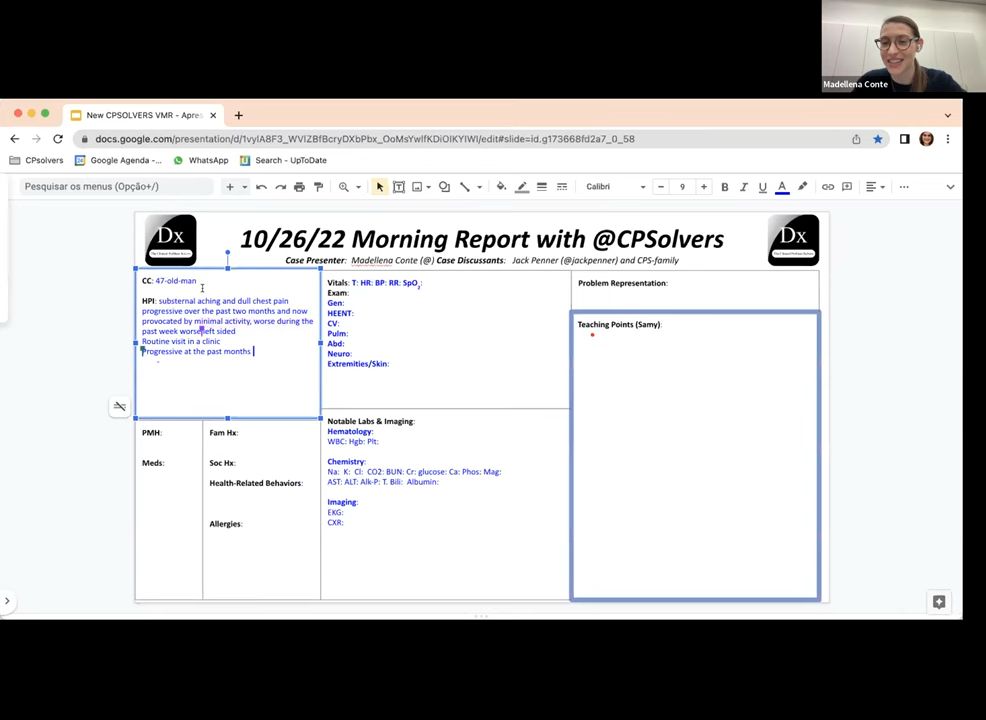 Madellena Conte
New CPSOLVERS VMR - Apres
docs.google.com/presentation/d/1vylA8F3_WVIZBfBcryDXbPbx_OoMsYwlfKDiOIKYIWI/edit#slide=id.g173668fd2a7_0_58
CPsolvers
Google Agenda -...
WhatsApp
Search - UpToDate
Pesquisar os menus (Opção+/)
Calibri
9
Dx
10/26/22 Morning Report with @CPSolvers
Case Presenter: Madellena Conte (@) Case Discussants: Jack Penner (@jackpenner) and CPS-family
Dx
CC: 47-old-man
HPI: substernal aching and dull chest pain
progressive over the past two months and now
provocated by minimal activity, worse during the
past week worse left sided
Routine visit in a clinic
Progressive at the past months
Vitals: T: HR: BP: RR: SpO2:
Exam:
Gen:
HEENT:
CV:
Pulm:
Abd:
Neuro:
Extremities/Skin:
Problem Representation:
Teaching Points (Samy):
PMH:
Meds:
Fam Hx:
Soc Hx:
Health-Related Behaviors:
Allergies:
Notable Labs & Imaging:
Hematology:
WBC: Hgb: Plt:
Chemistry:
Na: K: Cl: CO2: BUN: Cr: glucose: Ca: Phos: Mag:
AST: ALT: Alk-P: T. Bili: Albumin:
Imaging:
EKG:
CXR: